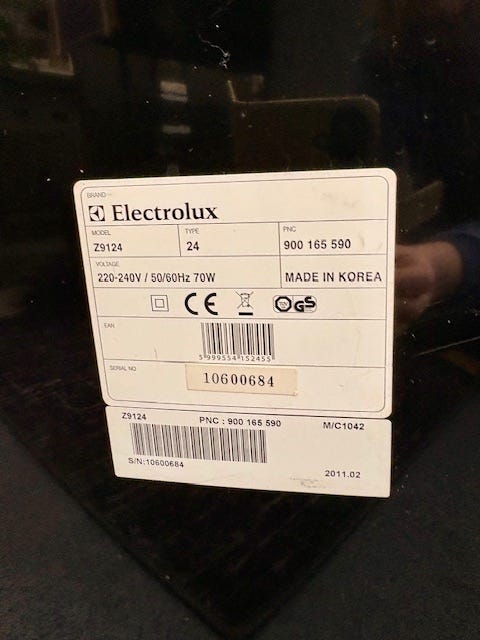 BRAND
Electrolux
MODEL TYPE PNC
Z9124 24 900 165 590
VOLTAGE
220-240V / 50/60Hz 70W MADE IN KOREA
CE GS
EAN
5 999554 152455
SERIAL NO
10600684
Z9124 PNC : 900 165 590 M/C1042
S/N:10600684
2011.02